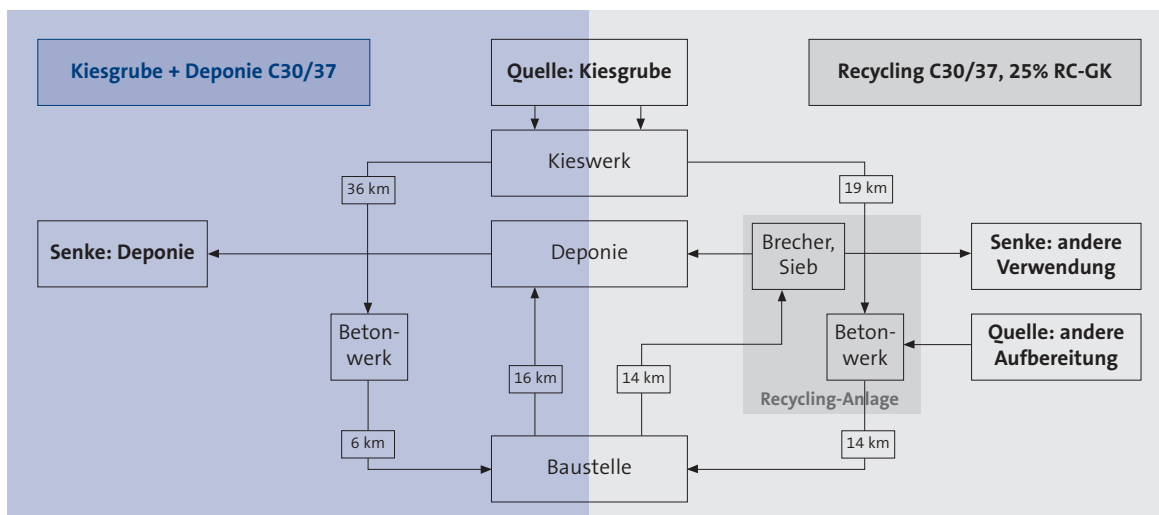 Kiesgrube + Deponie C30/37
Quelle: Kiesgrube
Recycling C30/37, 25% RC-GK
Kieswerk
36 km
19 km
Senke: Deponie
Deponie
Brecher,
Sieb
Senke: andere
Verwendung
Beton-
werk
Beton-
werk
Quelle: andere
Aufbereitung
16 km
14 km
Recycling-Anlage
6 km
14 km
Baustelle